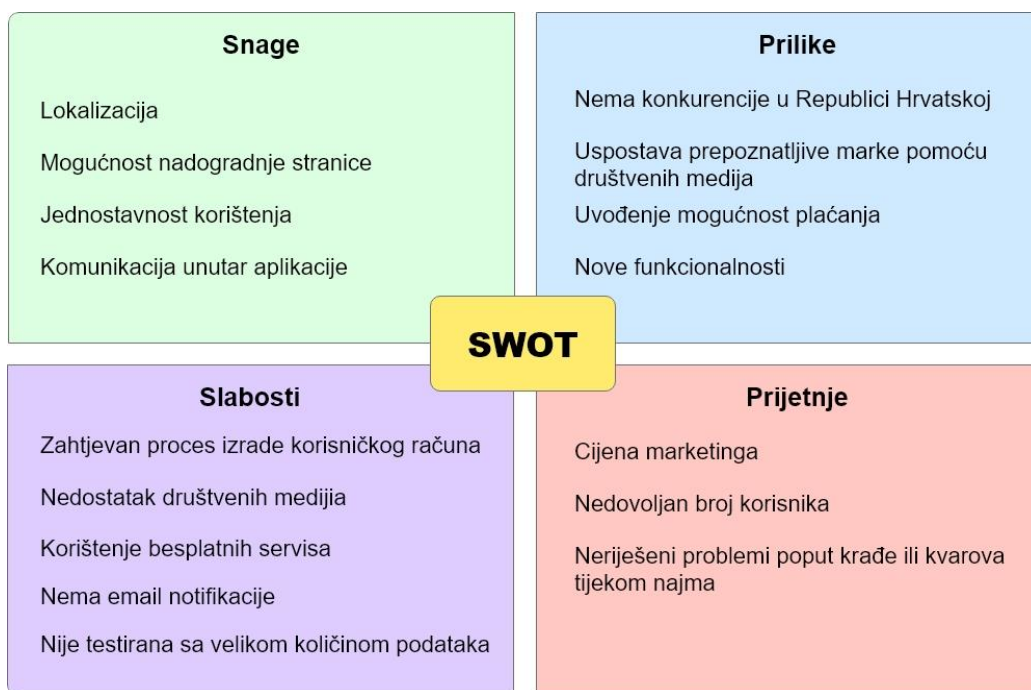 Snage
Lokalizacija
Mogućnost nadogradnje stranice
Jednostavnost korištenja
Komunikacija unutar aplikacije
Prilike
Nema konkurencije u Republici Hrvatskoj
Uspostava prepoznatljive marke pomoću
društvenih medija
Uvođenje mogućnost plaćanja
Nove funkcionalnosti
SWOT
Slabosti
Zahtjevan proces izrade korisničkog računa
Nedostatak društvenih medijia
Korištenje besplatnih servisa
Nema email notifikacije
Nije testirana sa velikom količinom podataka
Prijetnje
Cijena marketinga
Nedovoljan broj korisnika
Neriješeni problemi poput krađe ili kvarova
tijekom najma